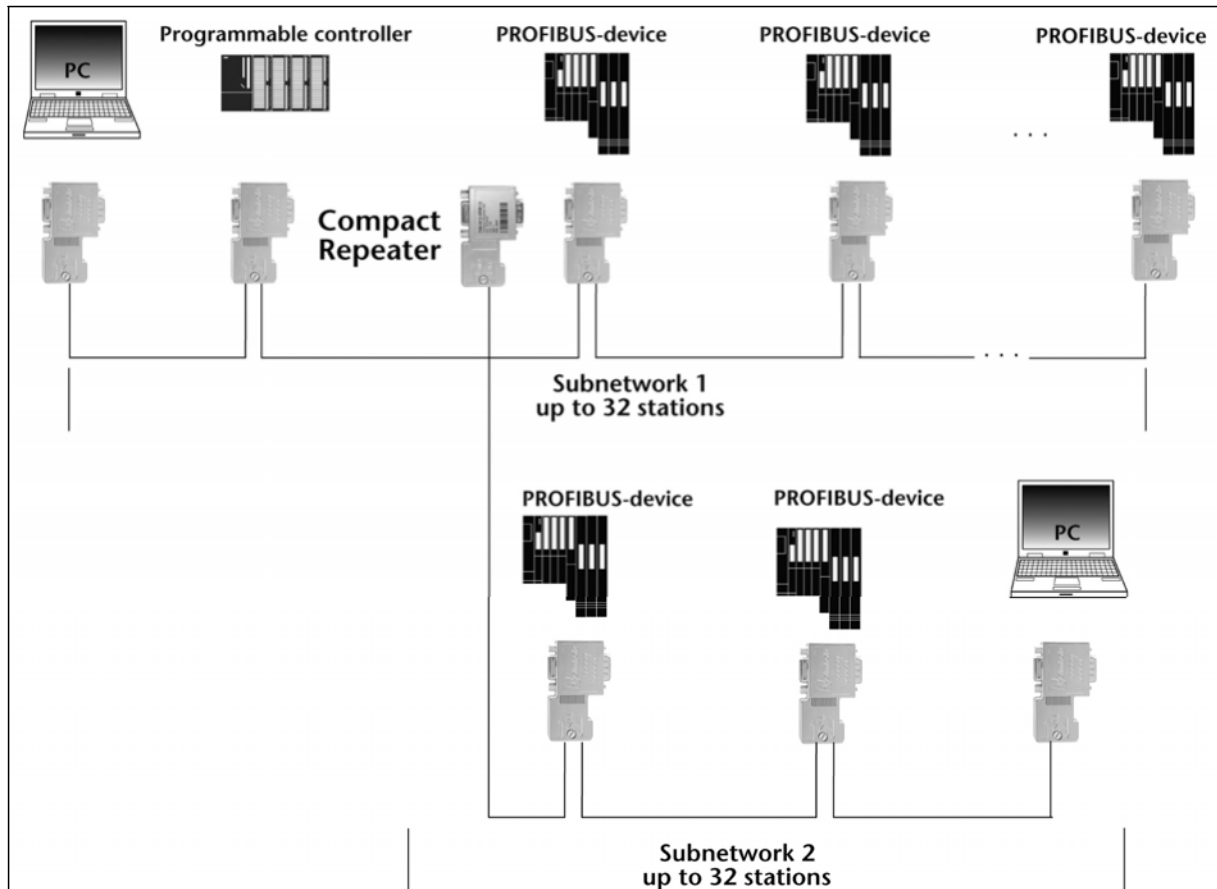 PC
Programmable controller
PROFIBUS-device
PROFIBUS-device
PROFIBUS-device
. . .
Compact
Repeater
. . .
Subnetwork 1
up to 32 stations
PROFIBUS-device
PROFIBUS-device
PC
Subnetwork 2
up to 32 stations